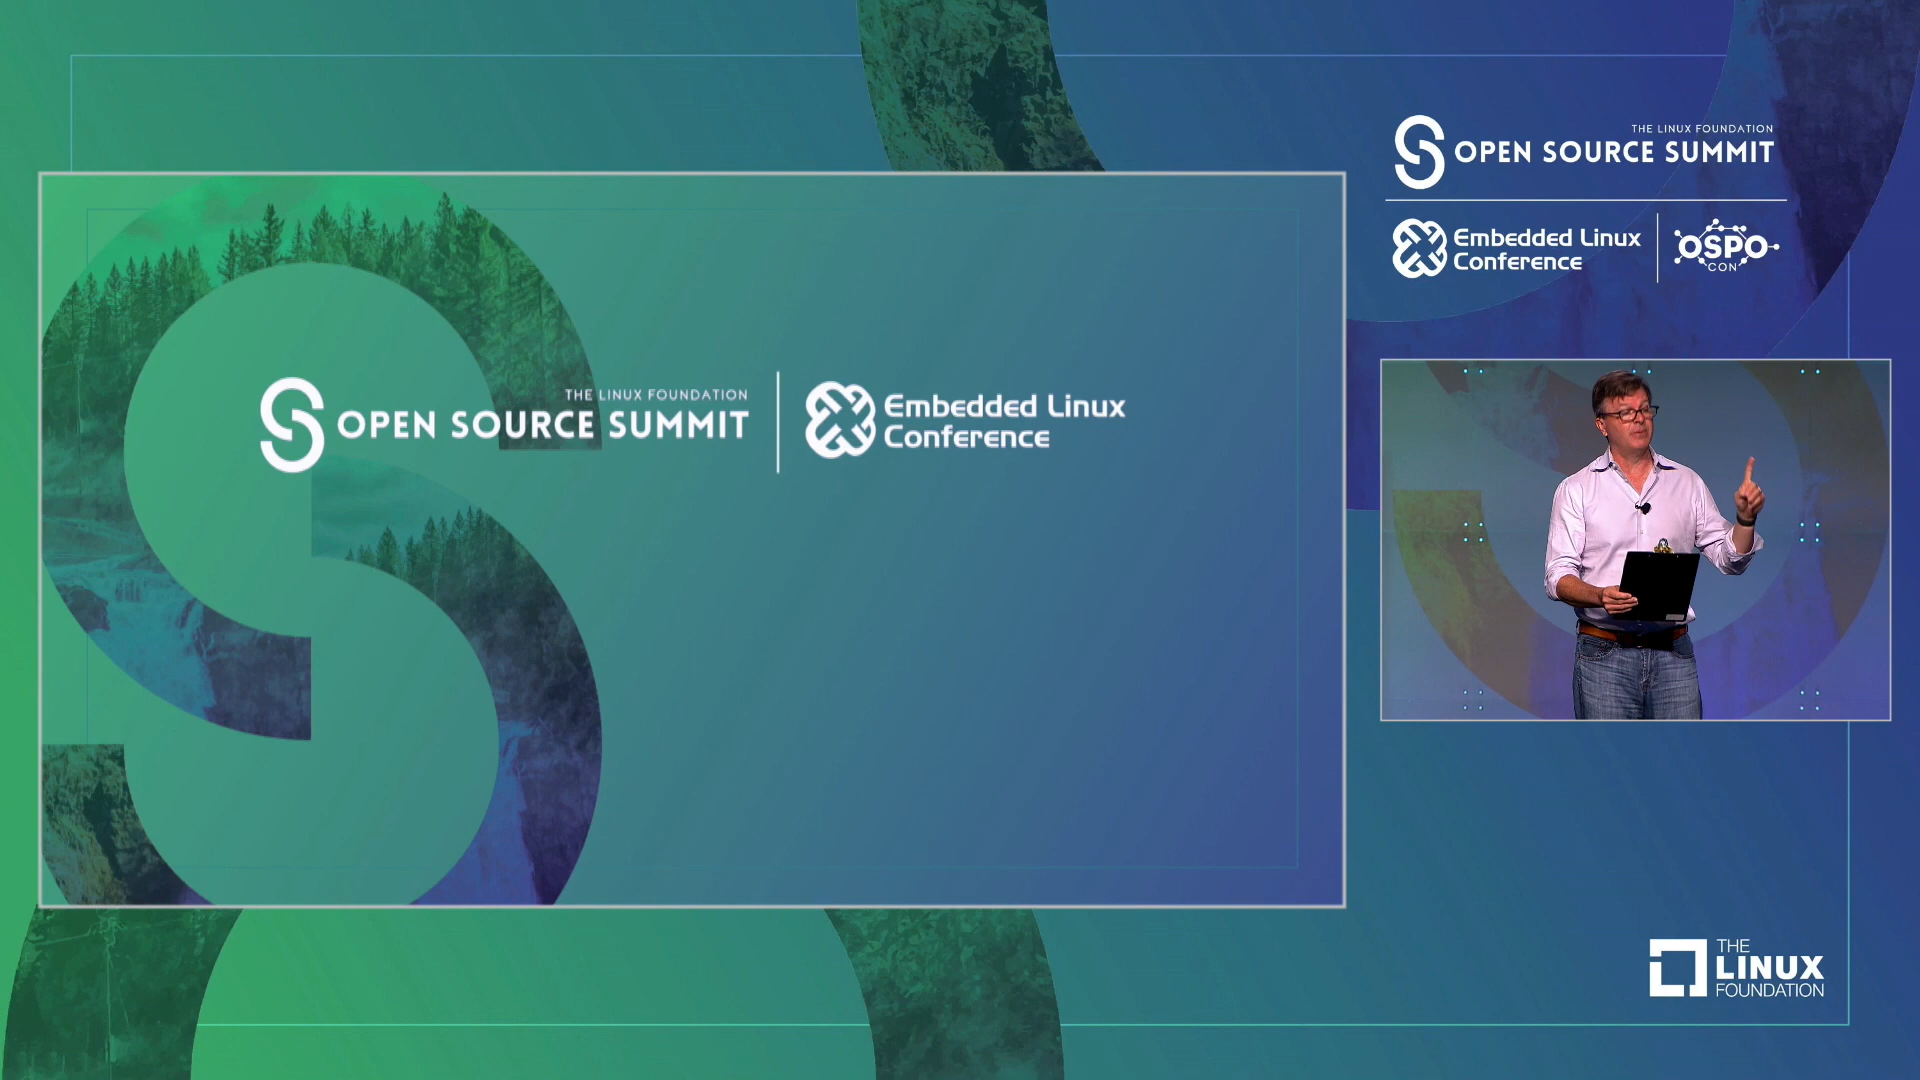 THE LINUX FOUNDATION
OPEN SOURCE SUMMIT
Embedded Linux
Conference
THE LINUX FOUNDATION
OPEN SOURCE SUMMIT
Embedded Linux
Conference
OSPO
CON
THE
LINUX
FOUNDATION